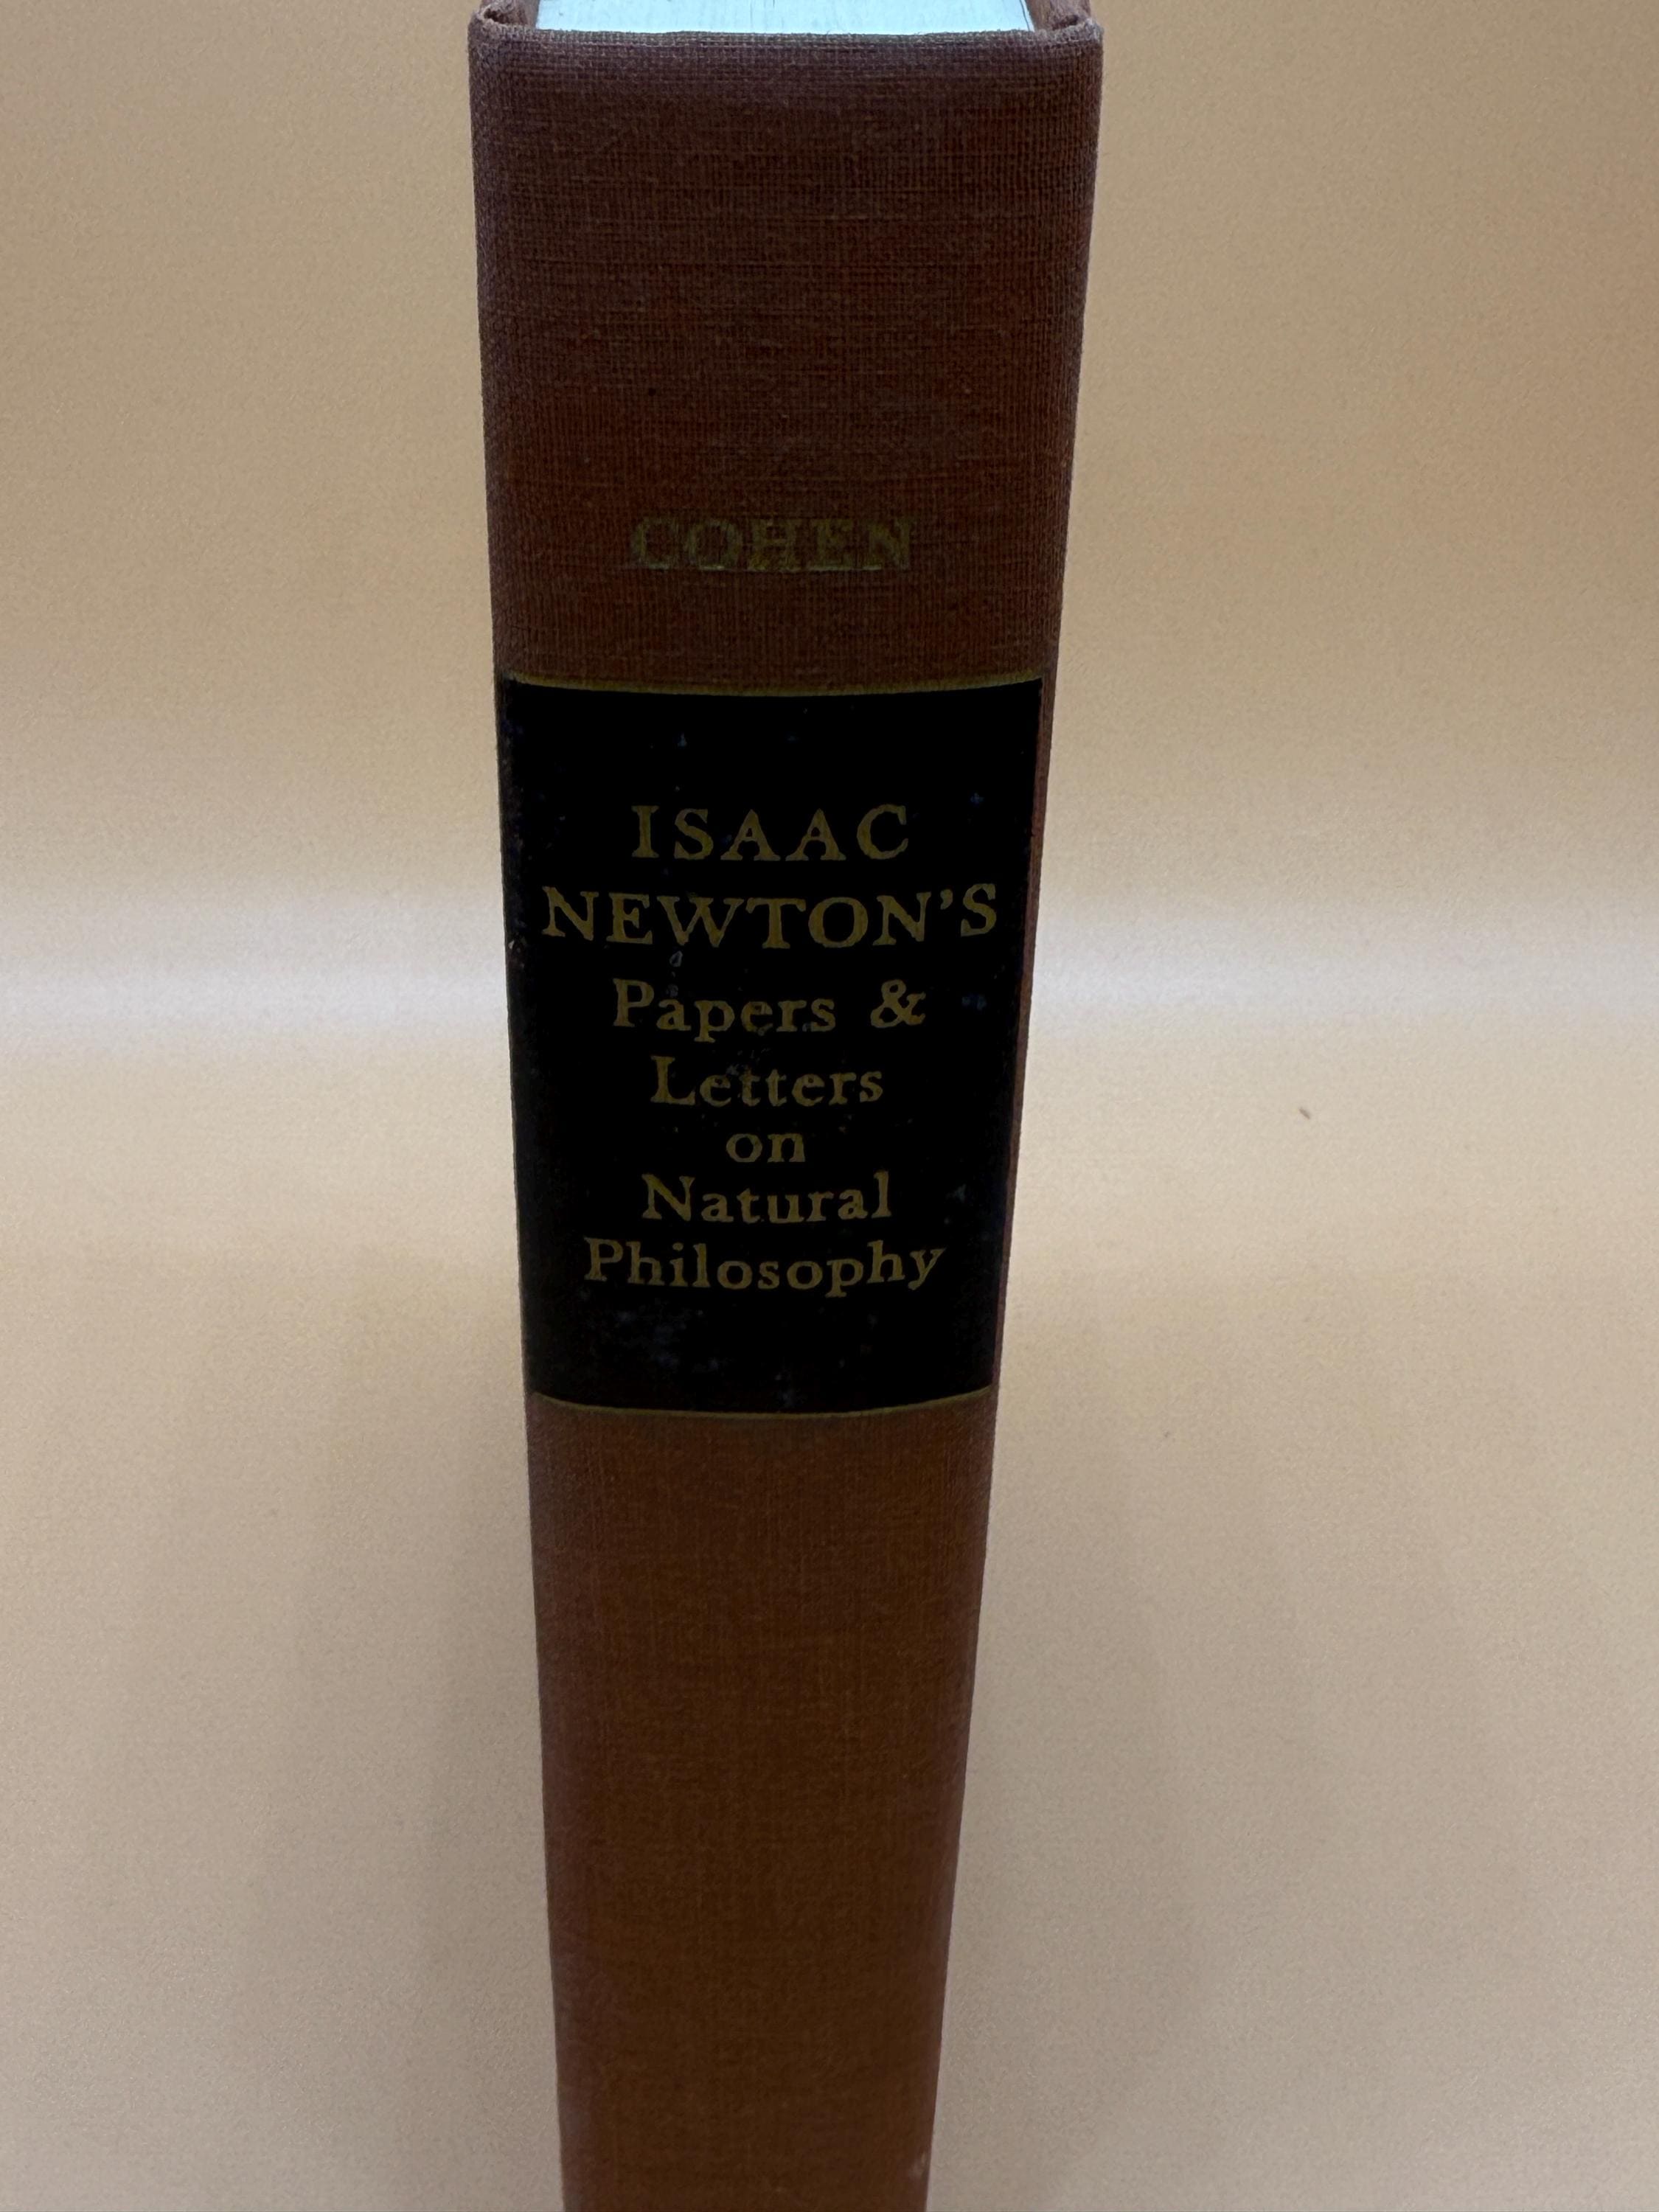 COHEN
ISAAC
NEWTON'S
Papers &
Letters
on
Natural
Philosophy